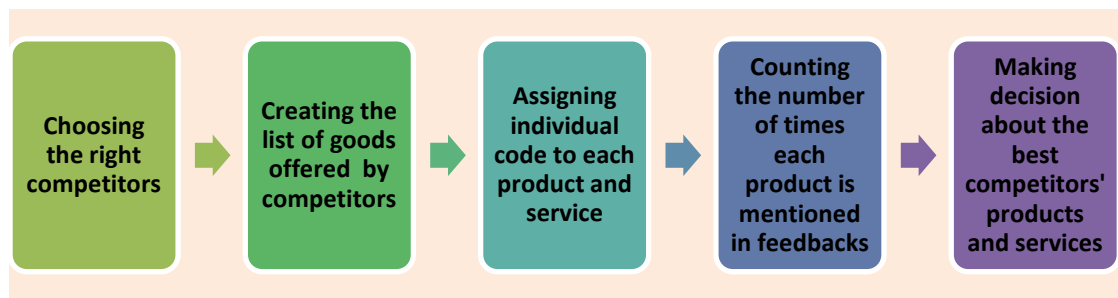 Choosing
the right
competitors
Creating the
list of goods
offered by
competitors
Assigning
individual
code to each
product and
service
Counting
the number
of times
each
product is
mentioned
in feedbacks
Making
decision
about the
best
competitors'
products
and services